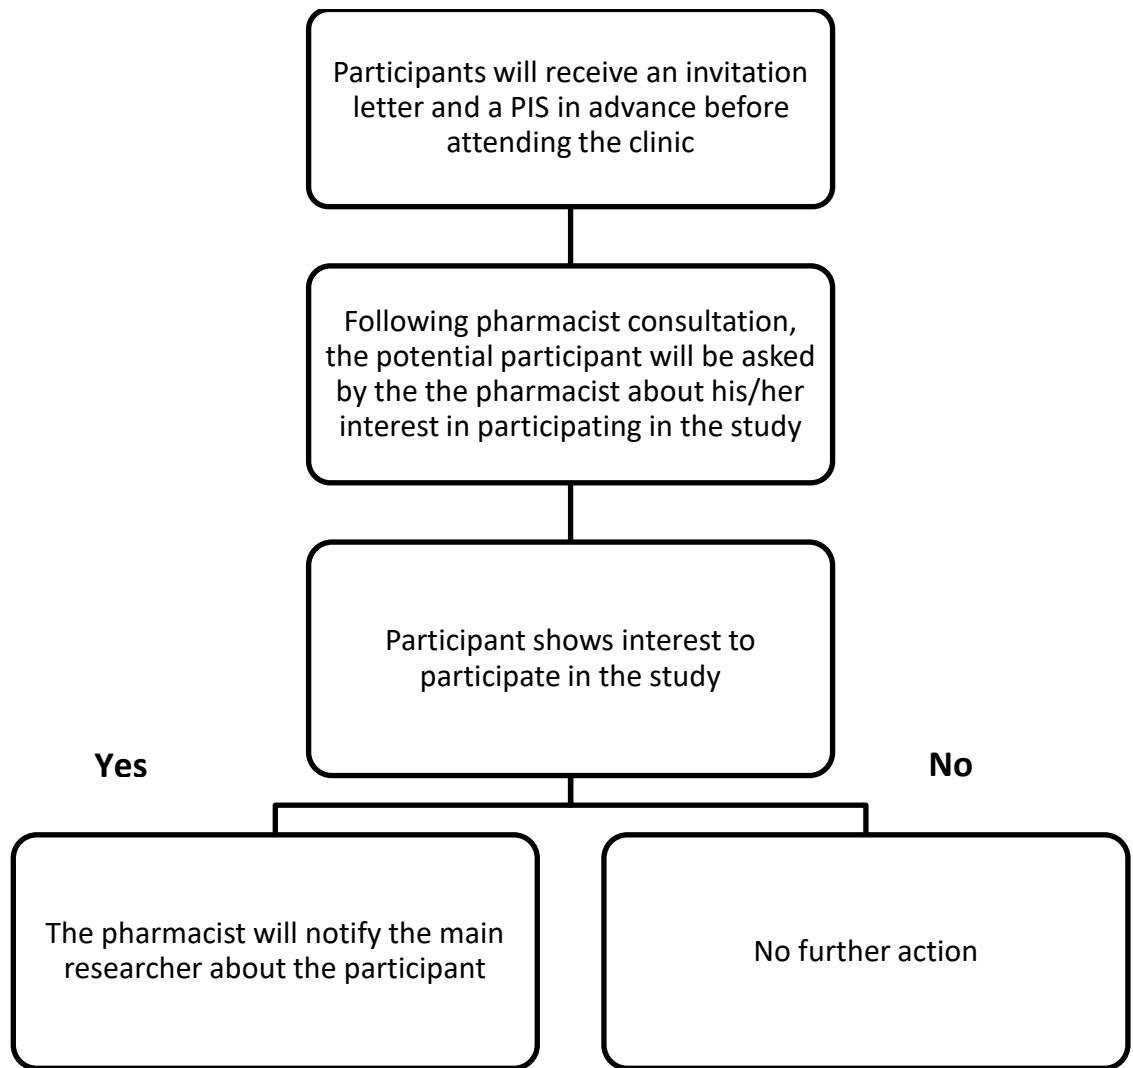 Participants will receive an invitation
letter and a PIS in advance before
attending the clinic
Following pharmacist consultation,
the potential participant will be asked
by the the pharmacist about his/her
interest in participating in the study
Participant shows interest to
participate in the study
Yes
No
The pharmacist will notify the main
researcher about the participant
No further action